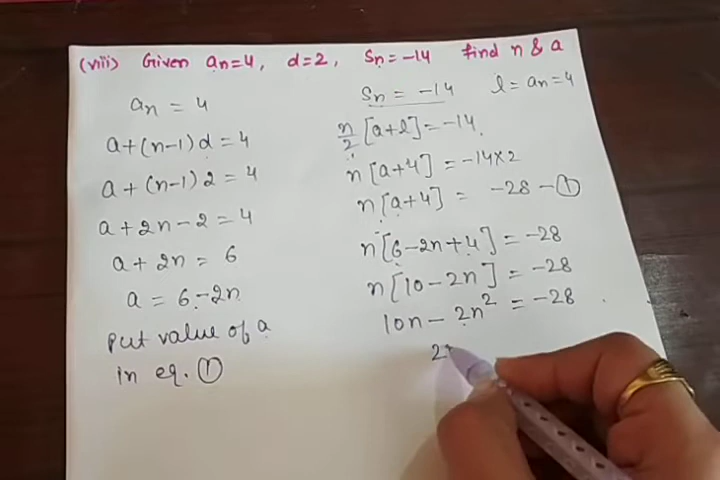 (viii) Given an=4, d=2, Sn=-14 find n & a
an = 4
a+(n-1)d = 4
a+(n-1)2 = 4
a+2n-2 = 4
a+2n = 6
a = 6-2n
put value of a
in eq. ①
Sn = -14 l = an = 4
n/2 [a+l] = -14
n[a+4] = -14×2
n[a+4] = -28 - ①
n[6-2n+4] = -28
n[10-2n] = -28
10n - 2n² = -28
2